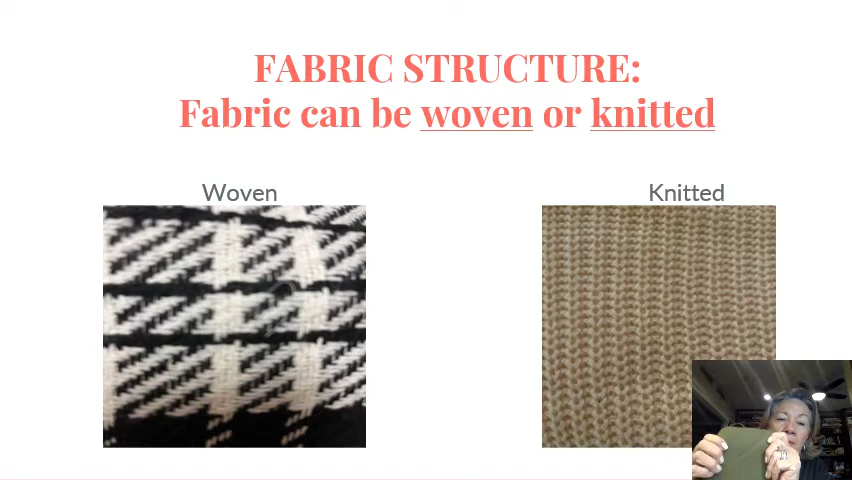 FABRIC STRUCTURE:
Fabric can be woven or knitted
Woven
Knitted